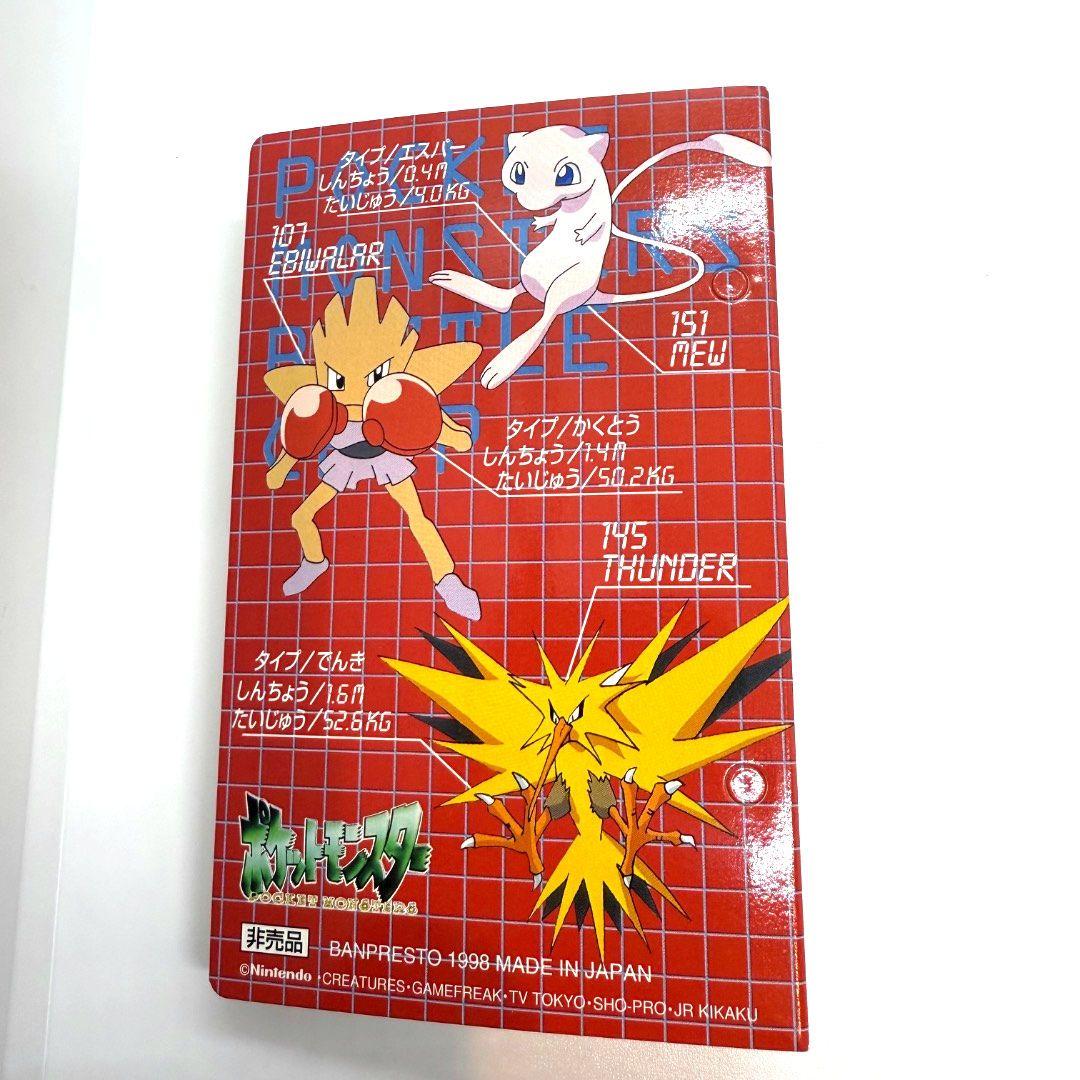 POCKET
MONSTERS
BATTLE
タイプ/エスパー
しんちょう/0.4M
たいじゅう/4.0KG
107
EBIWALAR
151
MEW
タイプ/かくとう
しんちょう/1.4M
たいじゅう/50.2KG
145
THUNDER
タイプ/でんき
しんちょう/1.6M
たいじゅう/52.6KG
ポケットモンスター
POCKET MONSTERS
非売品
BANPRESTO 1998 MADE IN JAPAN
©Nintendo・CREATURES・GAMEFREAK・TV TOKYO・SHO-PRO・JR KIKAKU